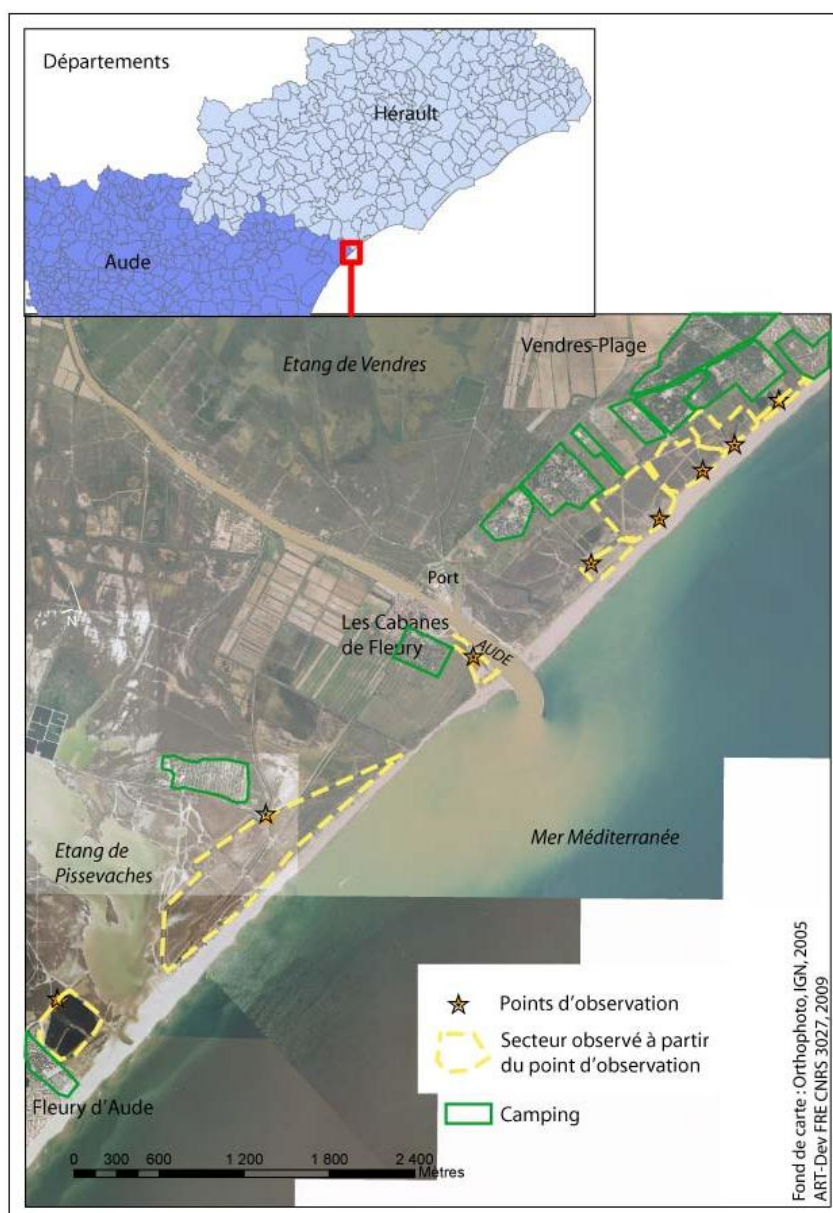 Départements
Hérault
Aude
Vendres-Plage
Etang de Vendres
Port
Les Cabanes
de Fleury
AUDE
N
Mer Méditerranée
Etang de
Pissevaches
Points d'observation
Secteur observé à partir
du point d'observation
Camping
Fleury d'Aude
0 300 600 1 200 1 800 2 400
Mètres
Fond de carte : Orthophoto, IGN, 2005
ART-Dev FRE CNRS 3027, 2009